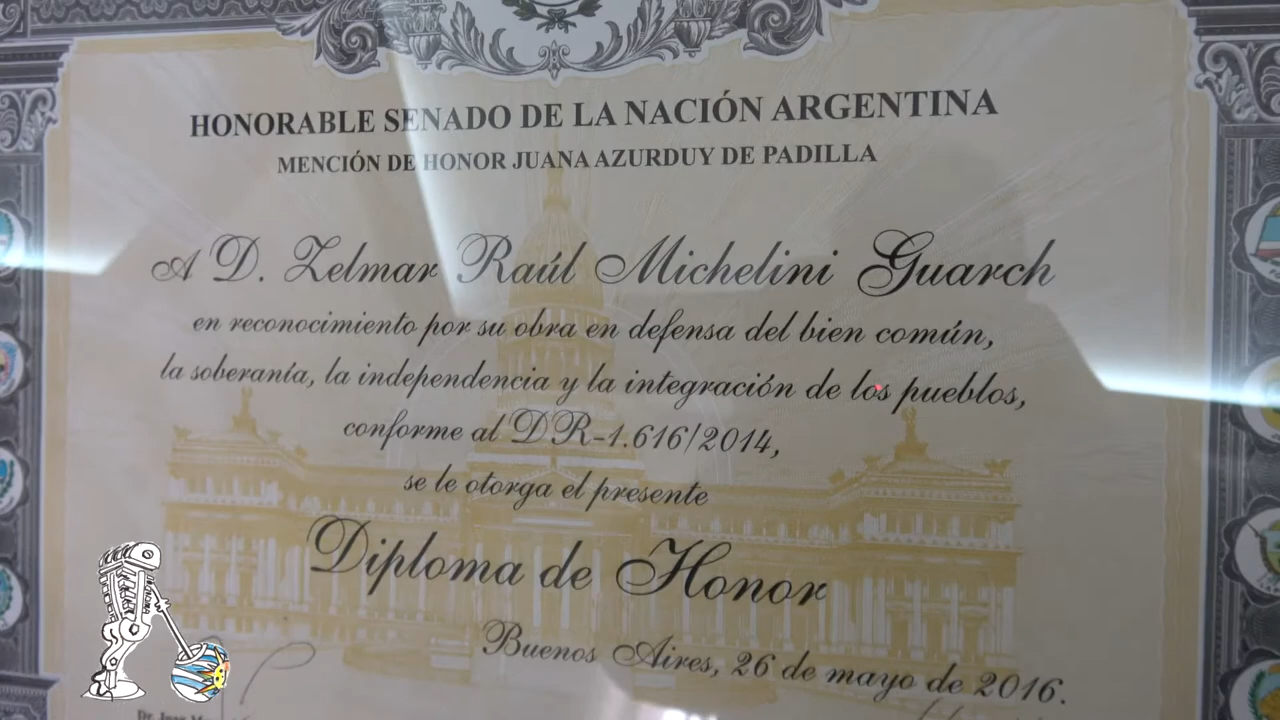 HONORABLE SENADO DE LA NACIÓN ARGENTINA
MENCIÓN DE HONOR JUANA AZURDUY DE PADILLA
A D. Zelmar Raúl Michelini Guarch
en reconocimiento por su obra en defensa del bien común,
la soberanía, la independencia y la integración de los pueblos,
conforme al DR-1.616/2014,
se le otorga el presente
Diploma de Honor
Buenos Aires, 26 de mayo de 2016.